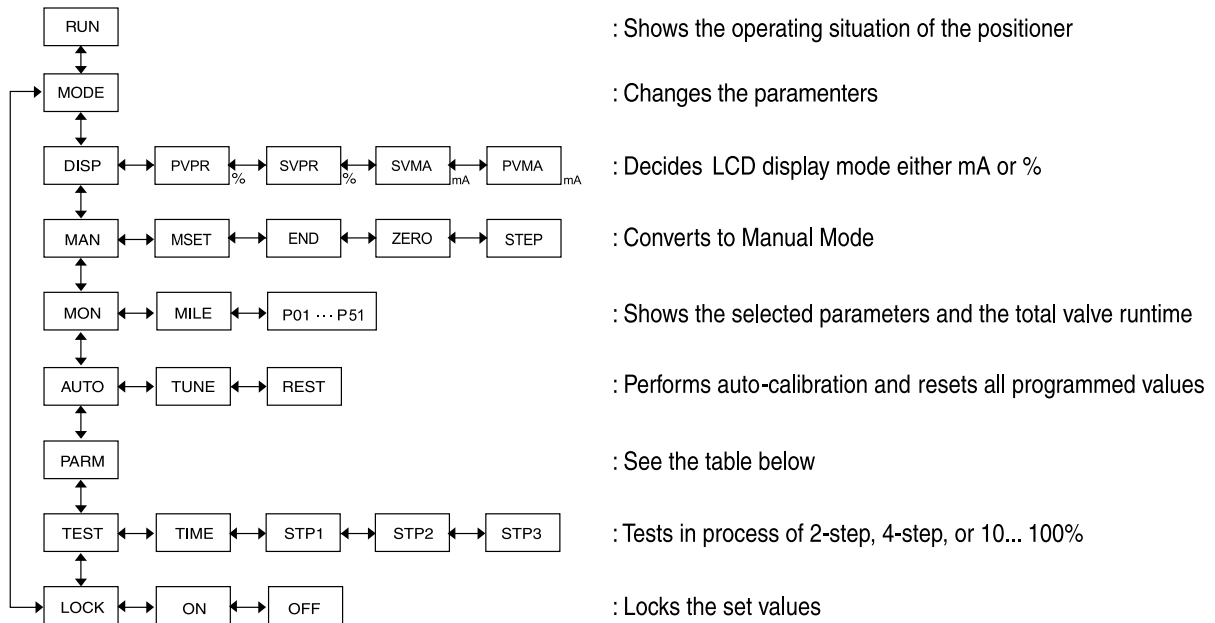 RUN : Shows the operating situation of the positioner
MODE : Changes the paramenters
DISP PVPR % SVPR % SVMA mA PVMA mA : Decides LCD display mode either mA or %
MAN MSET END ZERO STEP : Converts to Manual Mode
MON MILE P01 ··· P51 : Shows the selected parameters and the total valve runtime
AUTO TUNE REST : Performs auto-calibration and resets all programmed values
PARM : See the table below
TEST TIME STP1 STP2 STP3 : Tests in process of 2-step, 4-step, or 10... 100%
LOCK ON OFF : Locks the set values